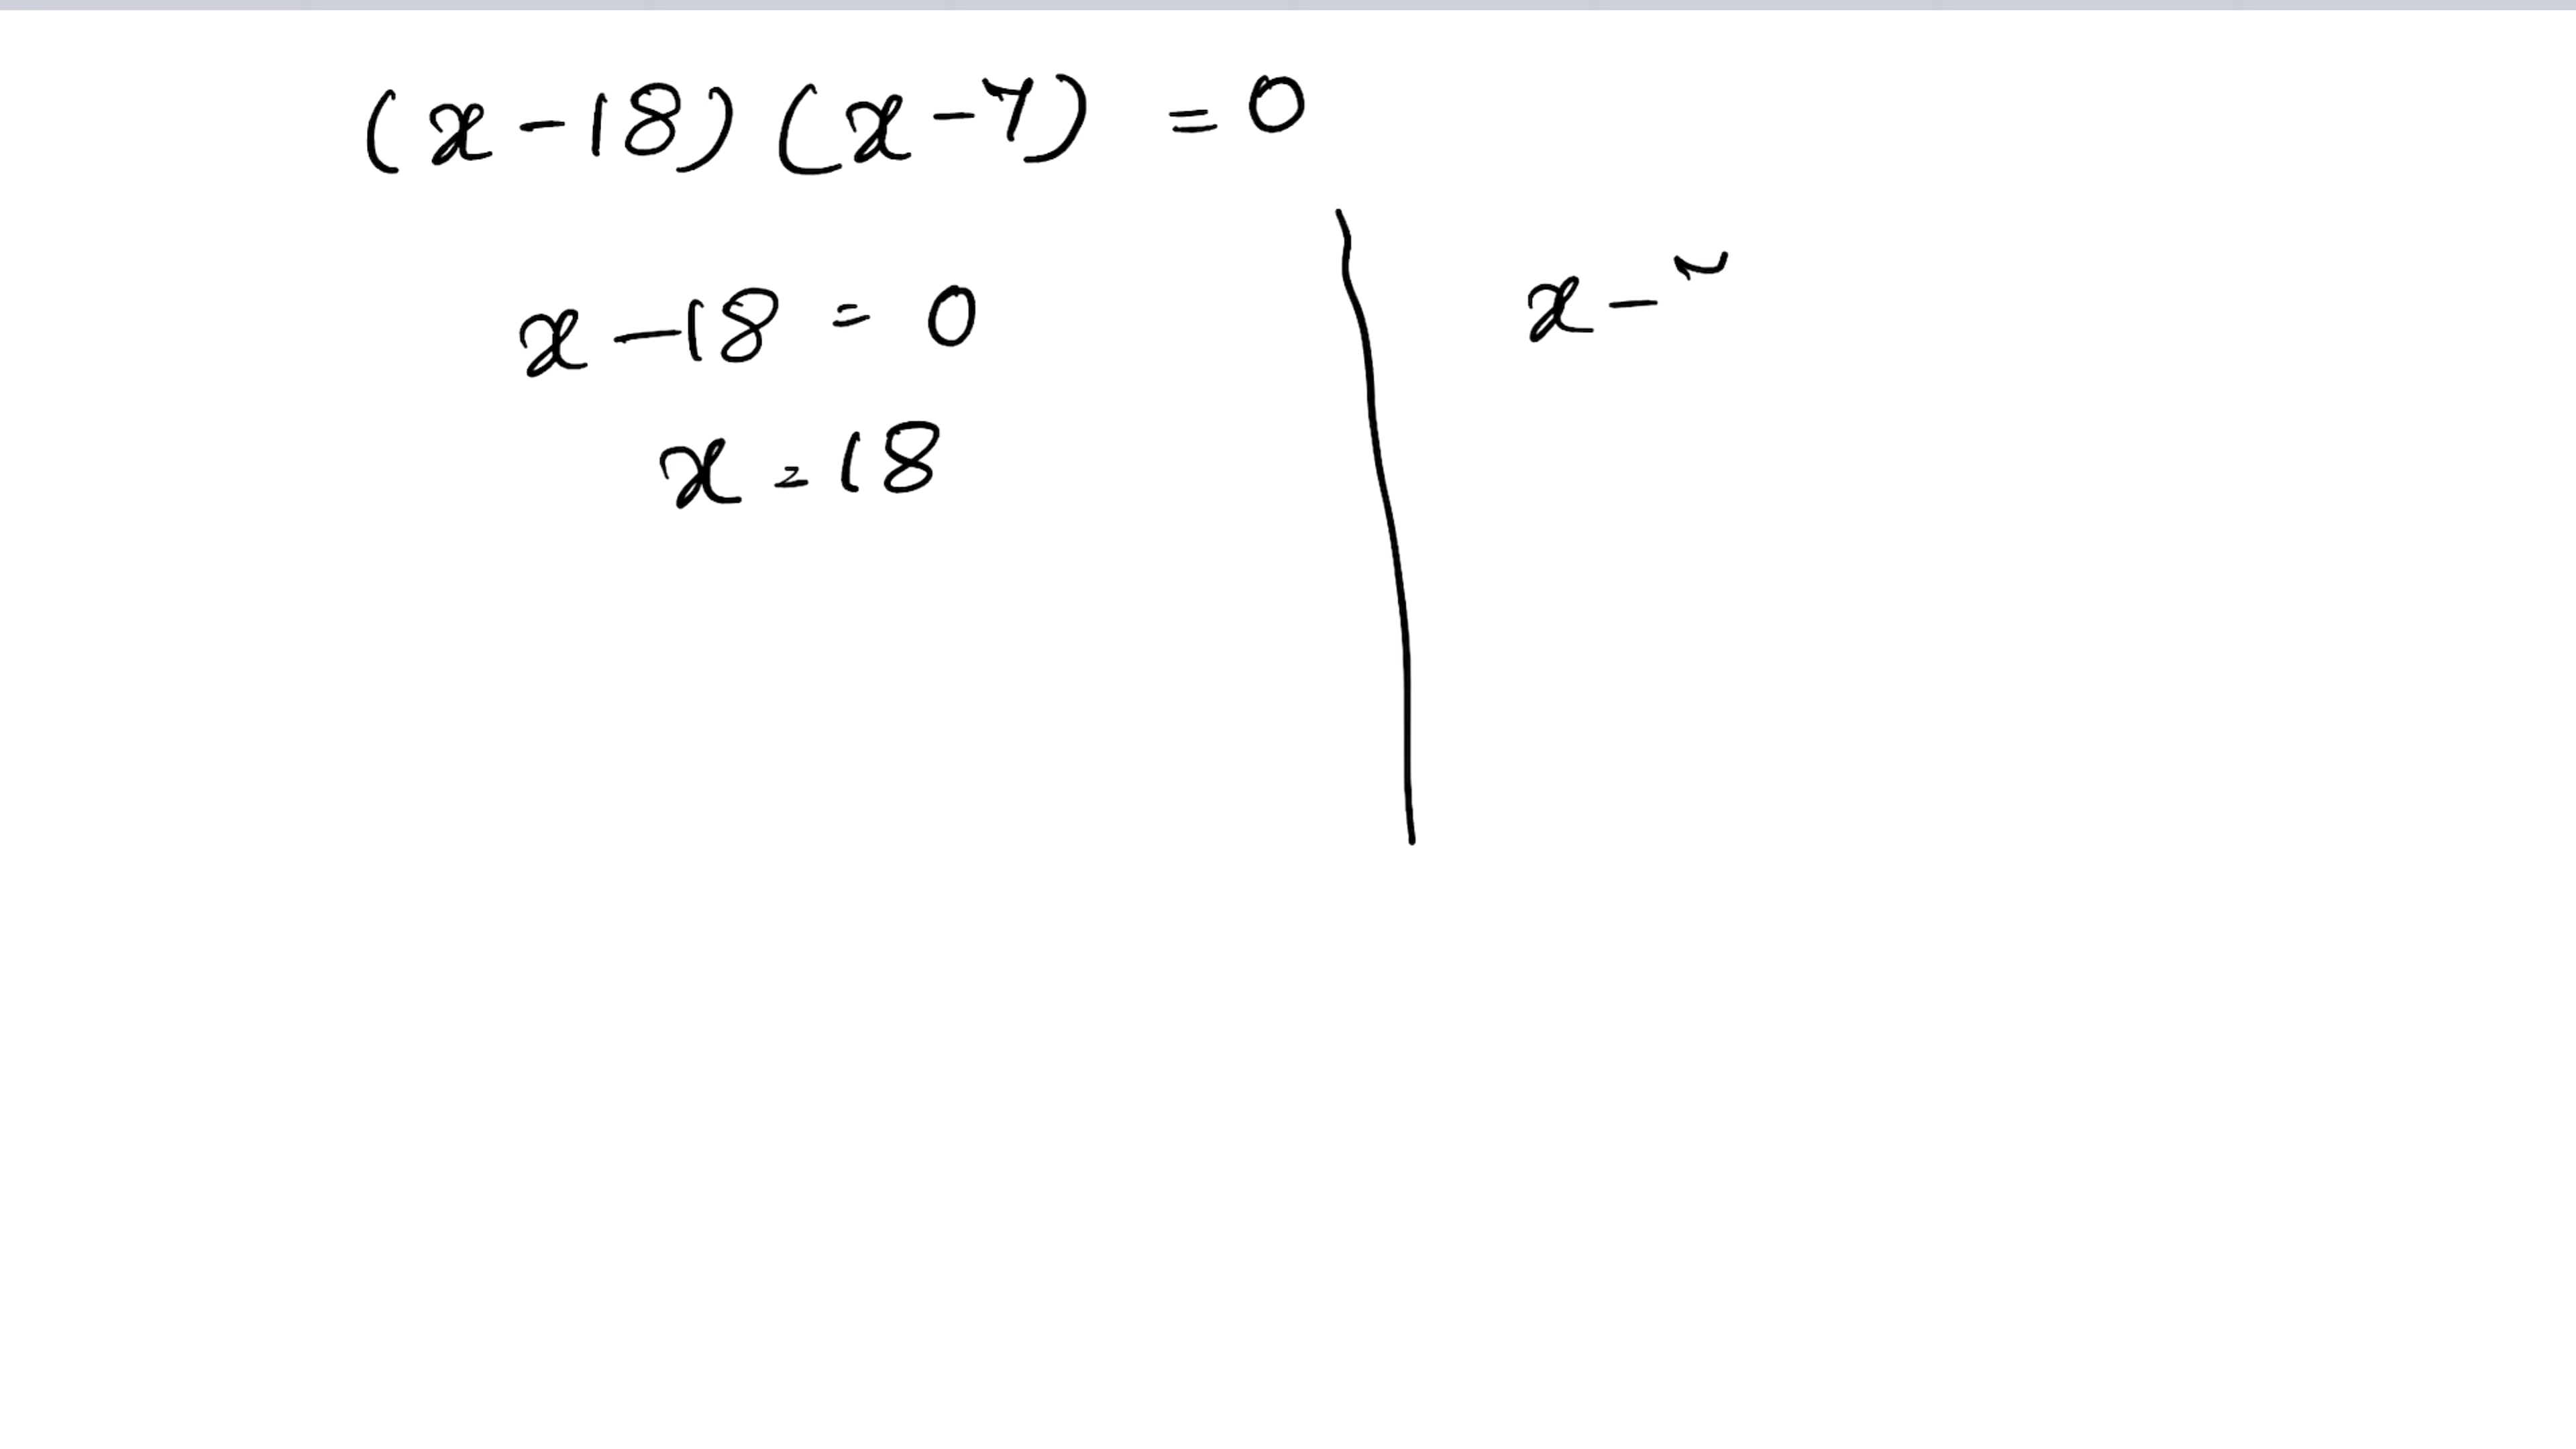 (x-18)(x-7) = 0
x-18 = 0
x = 18
x-